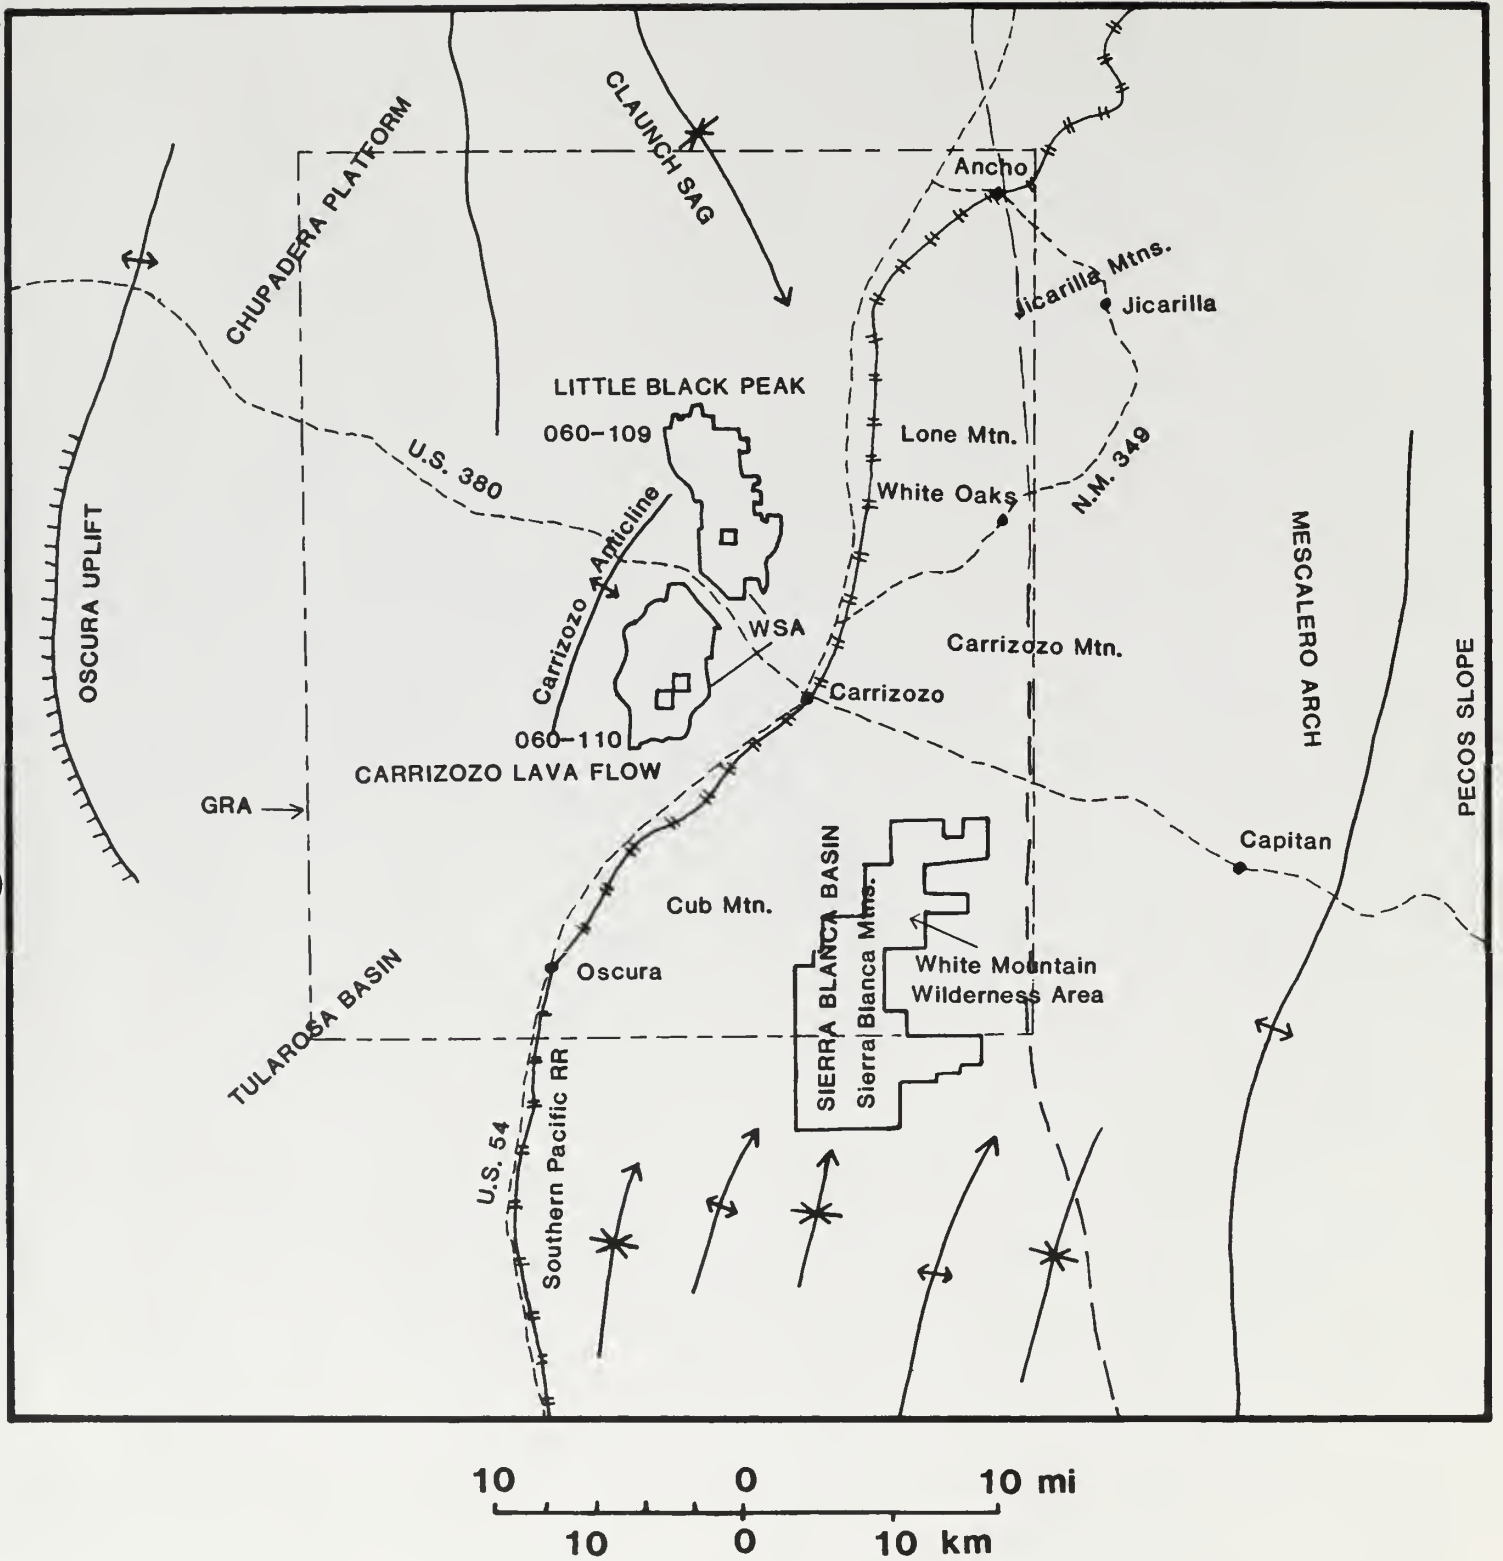 CHUPADERA PLATFORM
CLAUNCH SAG
Ancho
Jicarilla Mtns.
Jicarilla
LITTLE BLACK PEAK
060-109
Lone Mtn.
U.S. 380
N.M. 349
White Oaks
OSCURA UPLIFT
Carrizozo Anticline
MESCALERO ARCH
WSA
Carrizozo Mtn.
PECOS SLOPE
Carrizozo
060-110
CARRIZOZO LAVA FLOW
GRA
Capitan
SIERRA BLANCA BASIN
Sierra Blanca Mtns.
Cub Mtn.
White Mountain
Wilderness Area
Oscura
TULAROSA BASIN
U.S. 54
Southern Pacific RR
10 0 10 mi
10 0 10 km